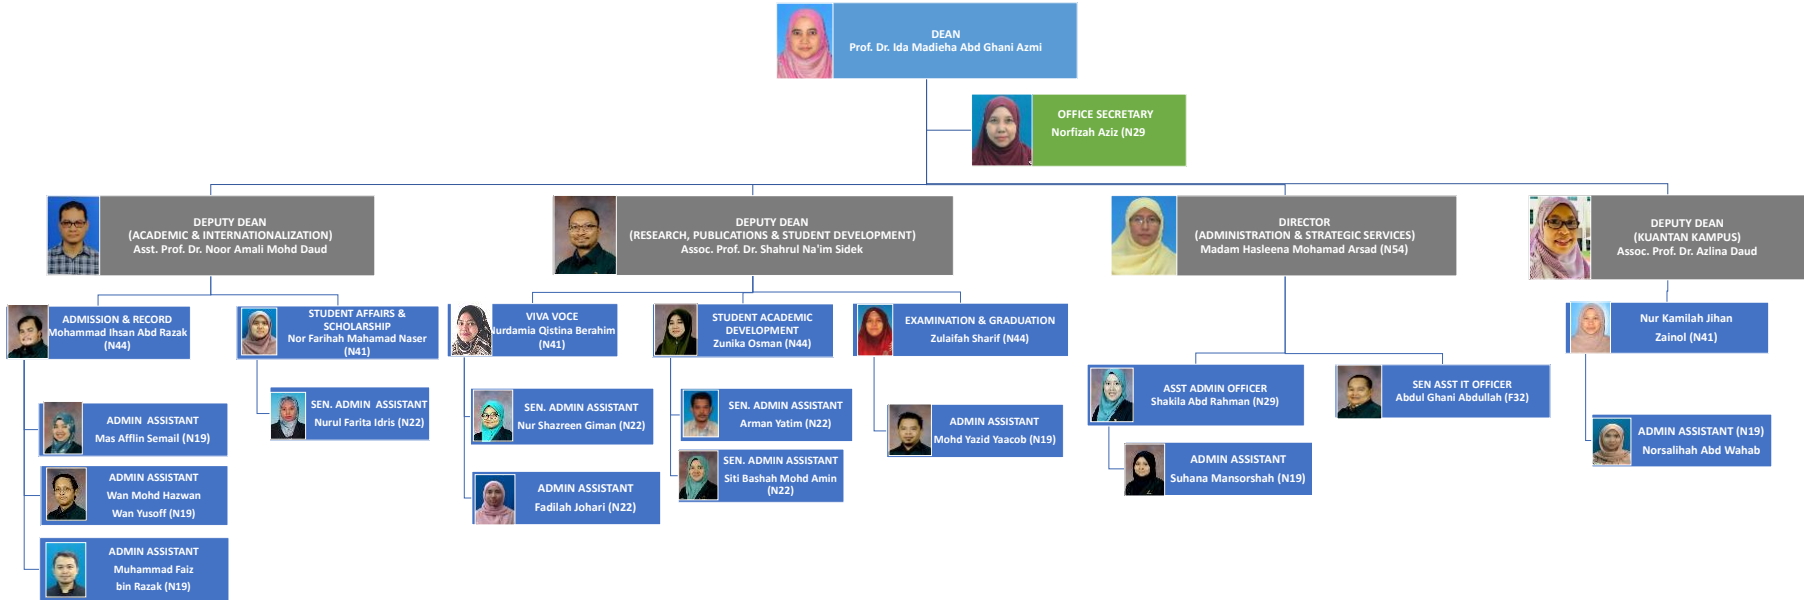 DEAN
Prof. Dr. Ida Madieha Abd Ghani Azmi
OFFICE SECRETARY
Norfizah Aziz (N29
DEPUTY DEAN
(ACADEMIC & INTERNATIONALIZATION)
Asst. Prof. Dr. Noor Amali Mohd Daud
DEPUTY DEAN
(RESEARCH, PUBLICATIONS & STUDENT DEVELOPMENT)
Assoc. Prof. Dr. Shahrul Na'im Sidek
DIRECTOR
(ADMINISTRATION & STRATEGIC SERVICES)
Madam Hasleena Mohamad Arsad (N54)
DEPUTY DEAN
(KUANTAN KAMPUS)
Assoc. Prof. Dr. Azlina Daud
ADMISSION & RECORD
Mohammad Ihsan Abd Razak
(N44)
STUDENT AFFAIRS &
SCHOLARSHIP
Nor Farihah Mahamad Naser
(N41)
VIVA VOCE
Nurdamia Qistina Berahim
(N41)
STUDENT ACADEMIC
DEVELOPMENT
Zunika Osman (N44)
EXAMINATION & GRADUATION
Zulaifah Sharif (N44)
Nur Kamilah Jihan
Zainol (N41)
ASST ADMIN OFFICER
Shakila Abd Rahman (N29)
SEN ASST IT OFFICER
Abdul Ghani Abdullah (F32)
ADMIN ASSISTANT
Mas Afflin Semail (N19)
SEN. ADMIN ASSISTANT
Nurul Farita Idris (N22)
SEN. ADMIN ASSISTANT
Nur Shazreen Giman (N22)
SEN. ADMIN ASSISTANT
Arman Yatim (N22)
ADMIN ASSISTANT
Mohd Yazid Yaacob (N19)
ADMIN ASSISTANT (N19)
Norsalihah Abd Wahab
ADMIN ASSISTANT
Wan Mohd Hazwan
Wan Yusoff (N19)
ADMIN ASSISTANT
Fadilah Johari (N22)
SEN. ADMIN ASSISTANT
Siti Bashah Mohd Amin
(N22)
ADMIN ASSISTANT
Suhana Mansorshah (N19)
ADMIN ASSISTANT
Muhammad Faiz
bin Razak (N19)